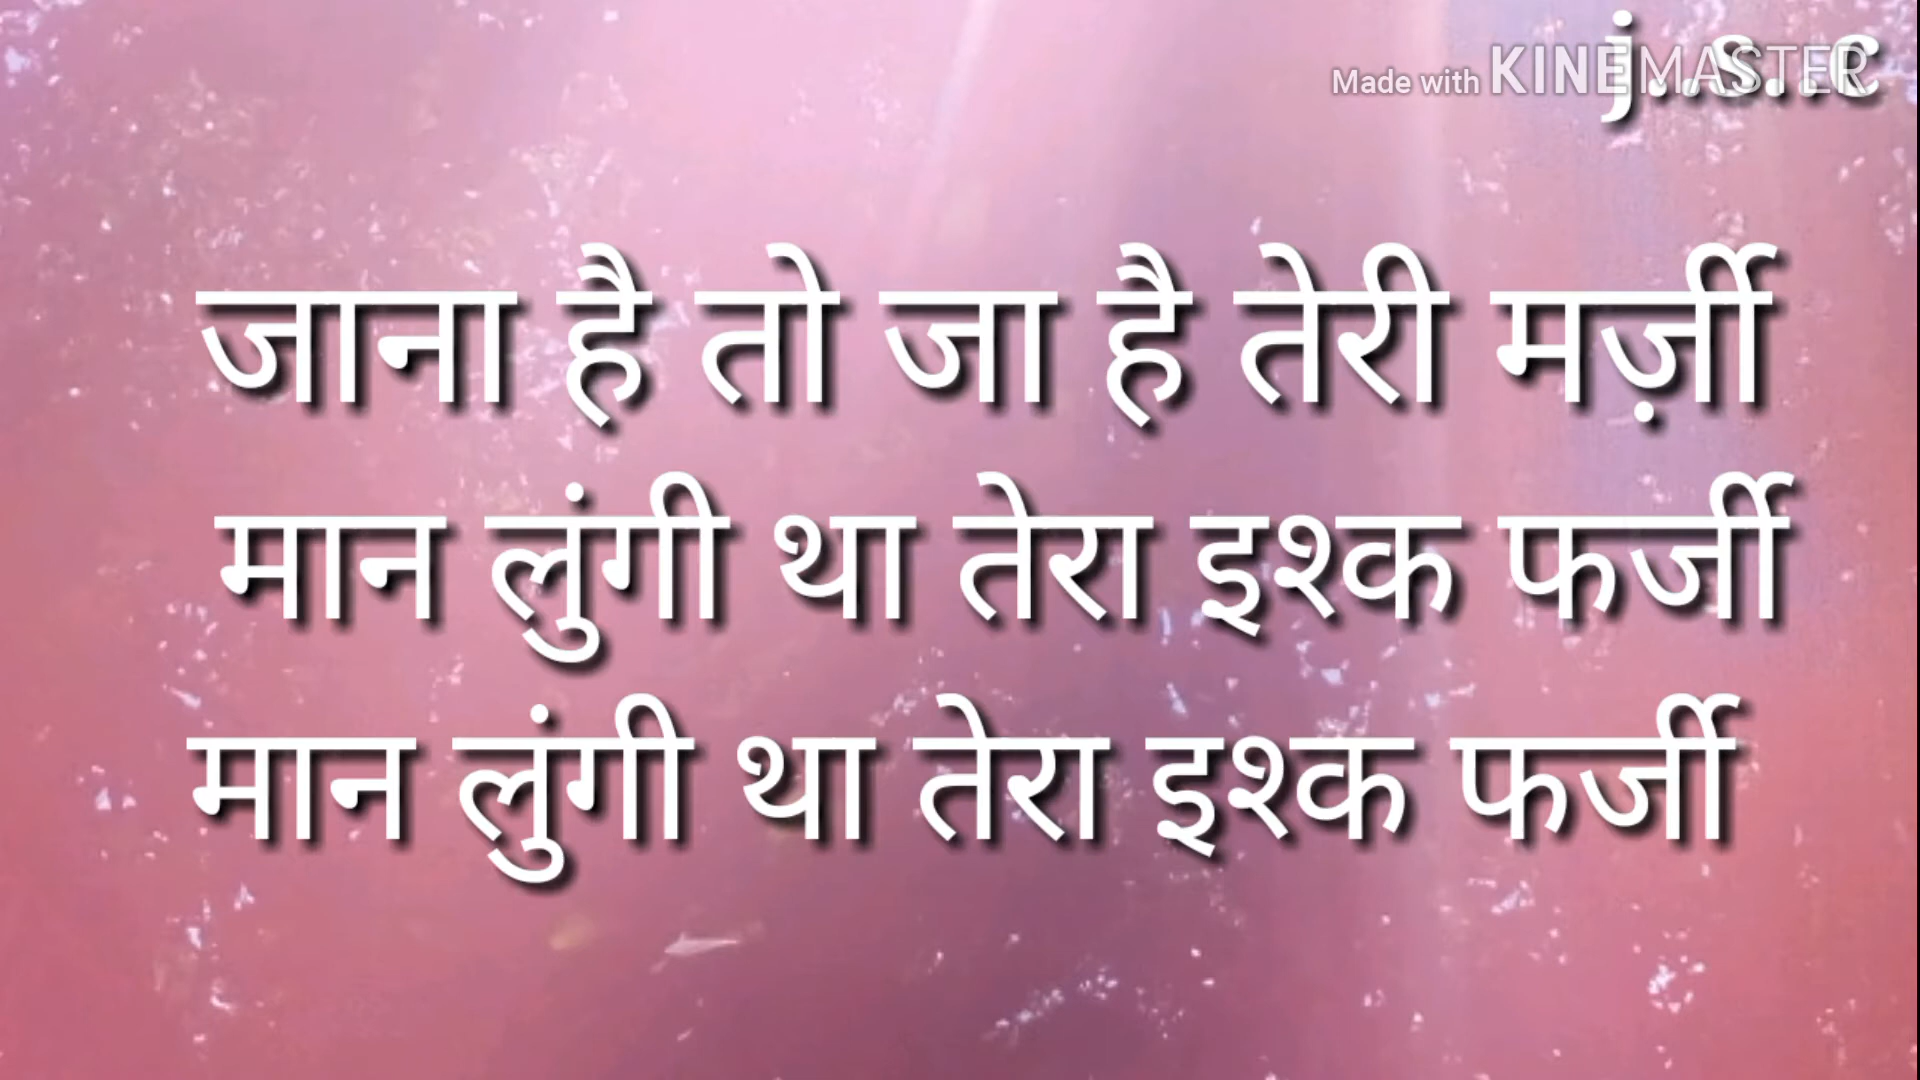 j..s..c
Made with KINEMASTER
जाना है तो जा है तेरी मर्ज़ी
मान लुंगी था तेरा इश्क फर्जी
मान लुंगी था तेरा इश्क फर्जी